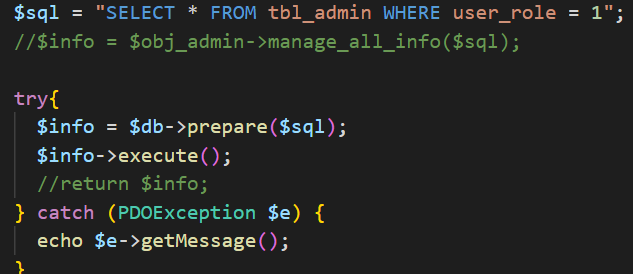 $sql = "SELECT * FROM tbl_admin WHERE user_role = 1";
//$info = $obj_admin->manage_all_info($sql);
try{
$info = $db->prepare($sql);
$info->execute();
//return $info;
} catch (PDOException $e) {
echo $e->getMessage();
}